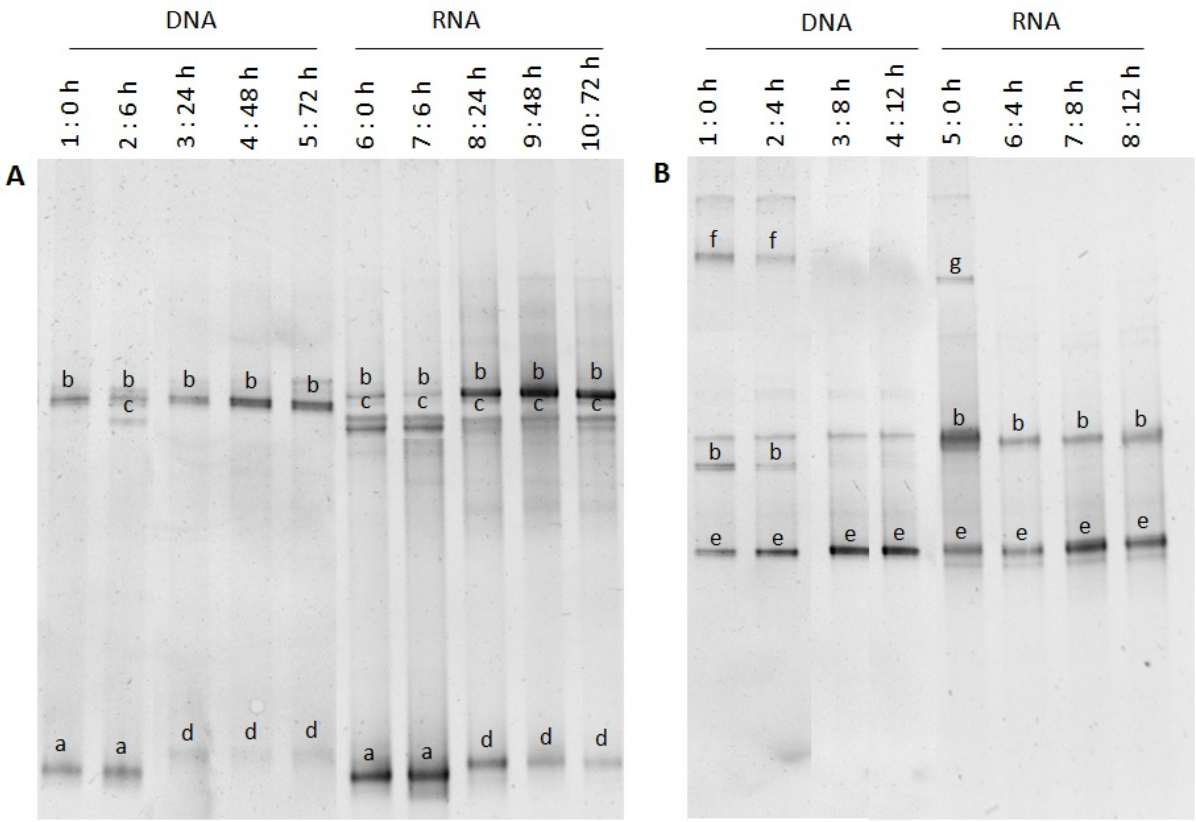 DNA RNA DNA RNA
1 : 0 h 2 : 6 h 3 : 24 h 4 : 48 h 5 : 72 h 6 : 0 h 7 : 6 h 8 : 24 h 9 : 48 h 10 : 72 h 1 : 0 h 2 : 4 h 3 : 8 h 4 : 12 h 5 : 0 h 6 : 4 h 7 : 8 h 8 : 12 h
A B
f f
g
b b b b b b b b b b
c c c c c c
b b b b
b b
e e e e e e e e
a a d d d a a d d d